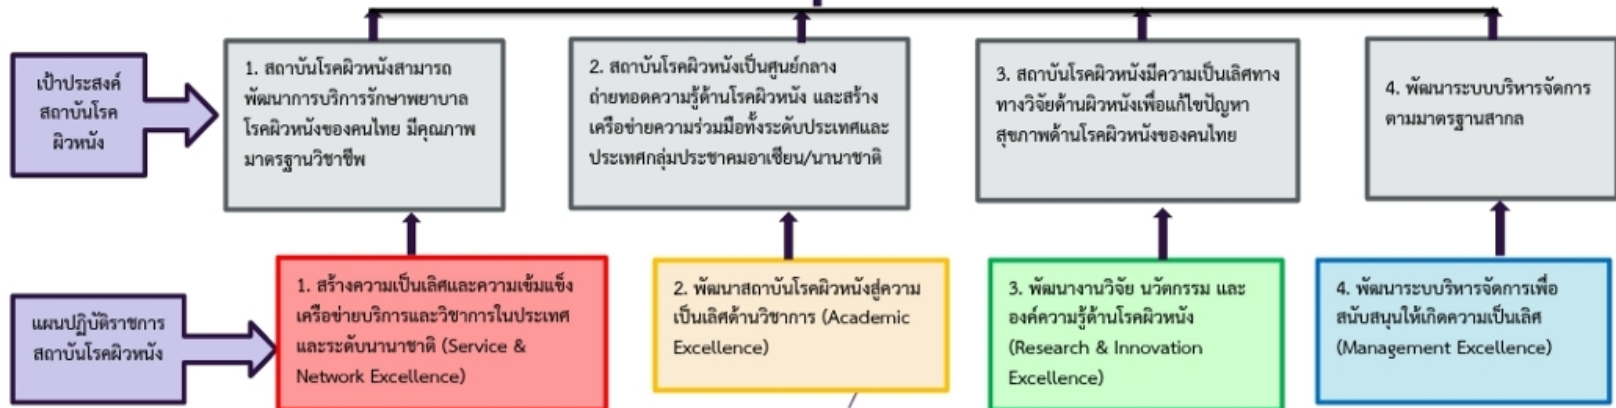 เป้าประสงค์
สถาบันโรค
ผิวหนัง
1. สถาบันโรคผิวหนังสามารถ
พัฒนาการบริการรักษาพยาบาล
โรคผิวหนังของคนไทย มีคุณภาพ
มาตรฐานวิชาชีพ
2. สถาบันโรคผิวหนังเป็นศูนย์กลาง
ถ่ายทอดความรู้ด้านโรคผิวหนัง และสร้าง
เครือข่ายความร่วมมือทั้งระดับประเทศและ
ประเทศกลุ่มประชาคมอาเซียน/นานาชาติ
3. สถาบันโรคผิวหนังมีความเป็นเลิศทาง
ทางวิจัยด้านผิวหนังเพื่อแก้ไขปัญหา
สุขภาพด้านโรคผิวหนังของคนไทย
4. พัฒนาระบบบริหารจัดการ
ตามมาตรฐานสากล
แผนปฏิบัติราชการ
สถาบันโรคผิวหนัง
1. สร้างความเป็นเลิศและความเข้มแข็ง
เครือข่ายบริการและวิชาการในประเทศ
และระดับนานาชาติ (Service &
Network Excellence)
2. พัฒนาสถาบันโรคผิวหนังสู่ความ
เป็นเลิศด้านวิชาการ (Academic
Excellence)
3. พัฒนางานวิจัย นวัตกรรม และ
องค์ความรู้ด้านโรคผิวหนัง
(Research & Innovation
Excellence)
4. พัฒนาระบบริหารจัดการเพื่อ
สนับสนุนให้เกิดความเป็นเลิศ
(Management Excellence)